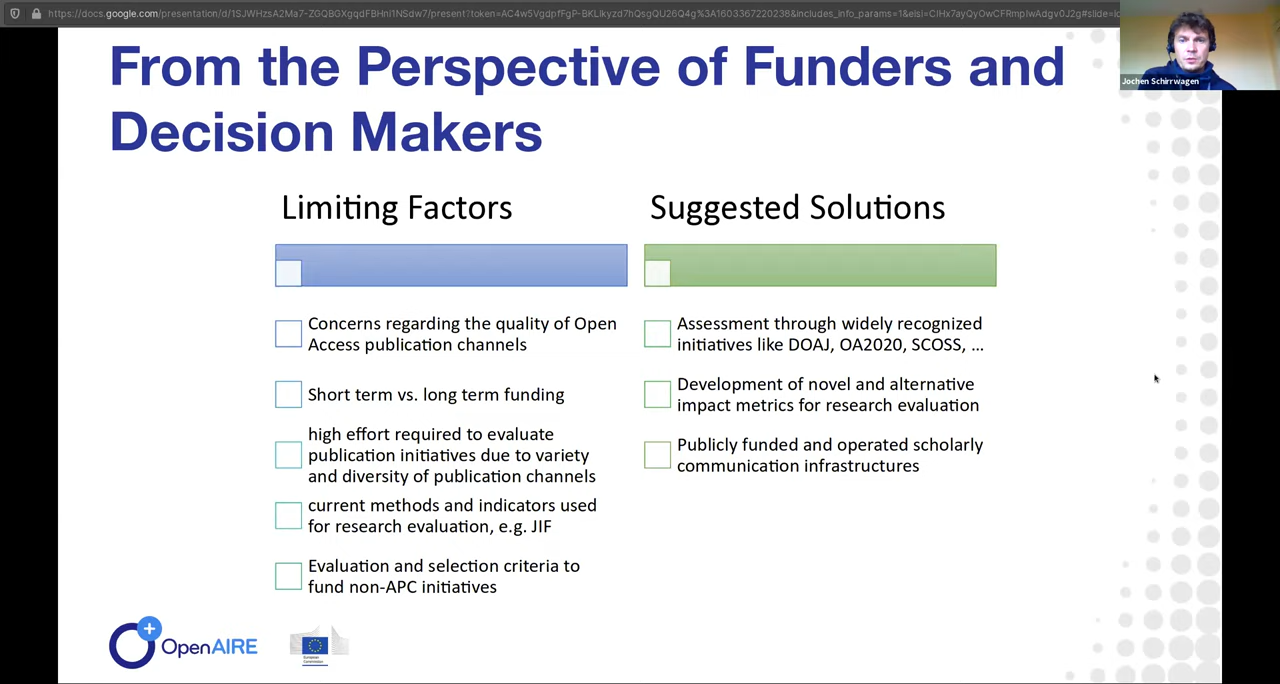 From the Perspective of Funders and
Decision Makers
Jochen Schirrwagen
Limiting Factors
Concerns regarding the quality of Open
Access publication channels
Short term vs. long term funding
high effort required to evaluate
publication initiatives due to variety
and diversity of publication channels
current methods and indicators used
for research evaluation, e.g. JIF
Evaluation and selection criteria to
fund non-APC initiatives
Suggested Solutions
Assessment through widely recognized
initiatives like DOAJ, OA2020, SCOSS, ...
Development of novel and alternative
impact metrics for research evaluation
Publicly funded and operated scholarly
communication infrastructures
OpenAIRE
European
Commission